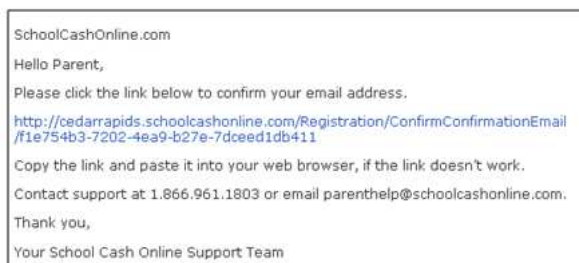 SchoolCashOnline.com
Hello Parent,
Please click the link below to confirm your email address.
http://cedarrapids.schoolcashonline.com/Registration/ConfirmConfirmationEmail
/f1e754b3-7202-4ea9-b27e-7dceed1db411
Copy the link and paste it into your web browser, if the link doesn't work.
Contact support at 1.866.961.1803 or email parenthelp@schoolcashonline.com.
Thank you,
Your School Cash Online Support Team